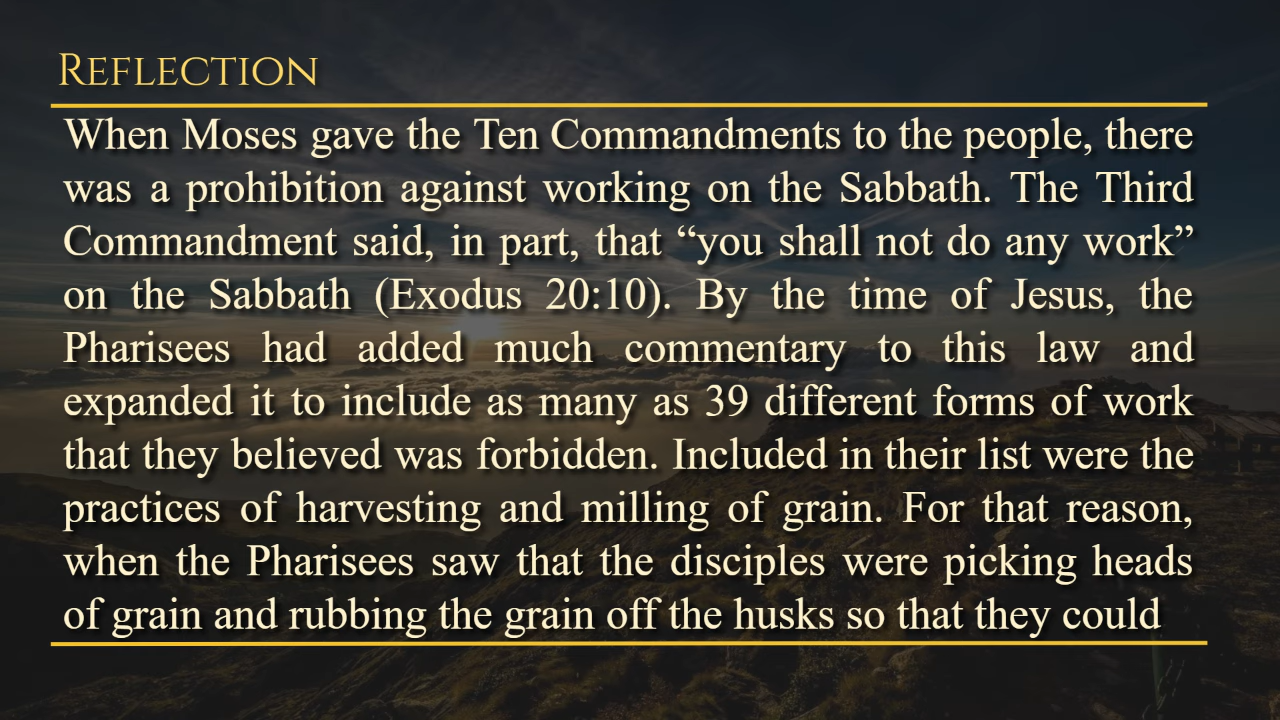 Reflection
When Moses gave the Ten Commandments to the people, there
was a prohibition against working on the Sabbath. The Third
Commandment said, in part, that “you shall not do any work”
on the Sabbath (Exodus 20:10). By the time of Jesus, the
Pharisees had added much commentary to this law and
expanded it to include as many as 39 different forms of work
that they believed was forbidden. Included in their list were the
practices of harvesting and milling of grain. For that reason,
when the Pharisees saw that the disciples were picking heads
of grain and rubbing the grain off the husks so that they could